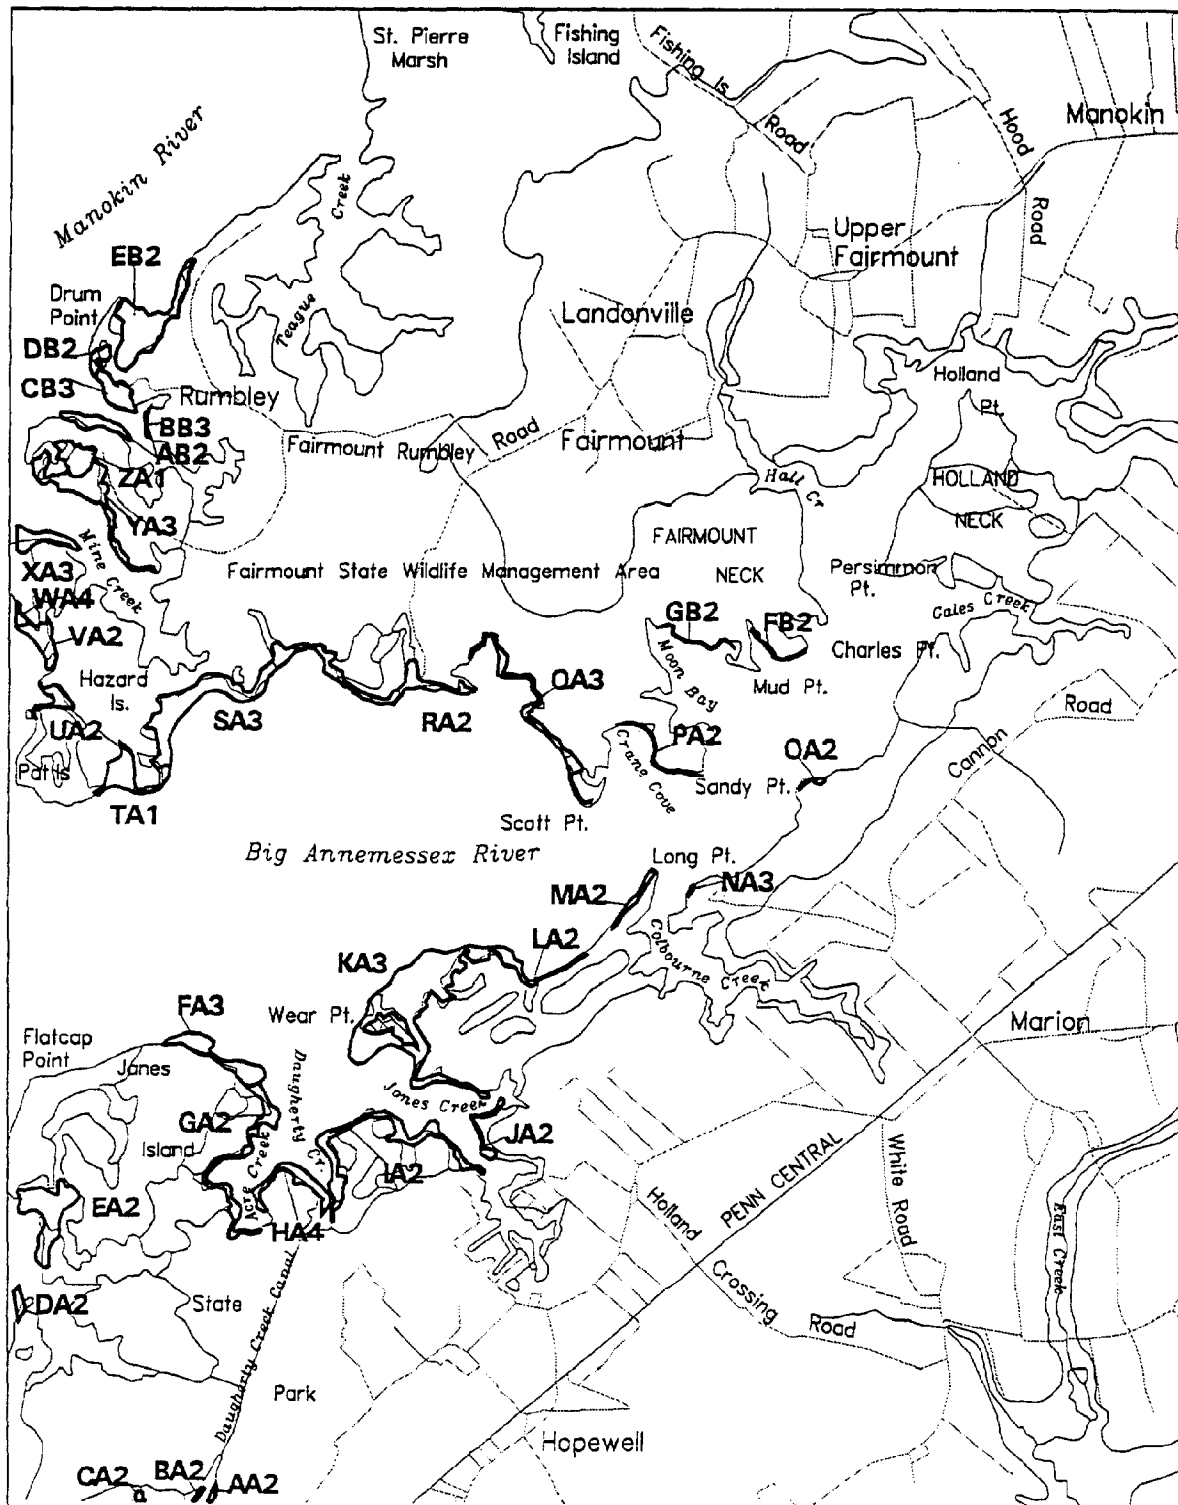 St. Pierre
Marsh
Fishing
Island
Fishing Is
Road
Hood
Road
Manokin
Manokin River
Creek
Teague
Upper
Fairmount
EB2
Drum
Point
DB2
CB3
Rumbley
Landonville
Holland
Pt.
BB3
AB2
Fairmount Rumbley Road
Fairmount
ZA1
Hall Cr
HOLLAND
NECK
YA3
FAIRMOUNT
NECK
Mine Creek
XA3
Fairmount State Wildlife Management Area
Persimmon
Pt.
WA4
Gales Creek
GB2
FB2
VA2
Charles Pt.
Moon Bay
Mud Pt.
Hazard
Is.
SA3
RA2
QA3
Road
Cannon
UA2
PA2
OA2
Pat Is
Crane Cove
Sandy Pt.
TA1
Scott Pt.
Big Annemessex River
Long Pt.
NA3
MA2
LA2
Colbourne Creek
KA3
FA3
Wear Pt.
Marion
Flatcap
Point
Janes
Daugherty Cr.
Jones Creek
GA2
Island
JA2
IA2
Acre Creek
White Road
PENN CENTRAL
EA2
HA4
Holland
Crossing
Road
East Creek
DA2
State
Daugherty Creek Canal
Park
Hopewell
CA2
BA2
AA2